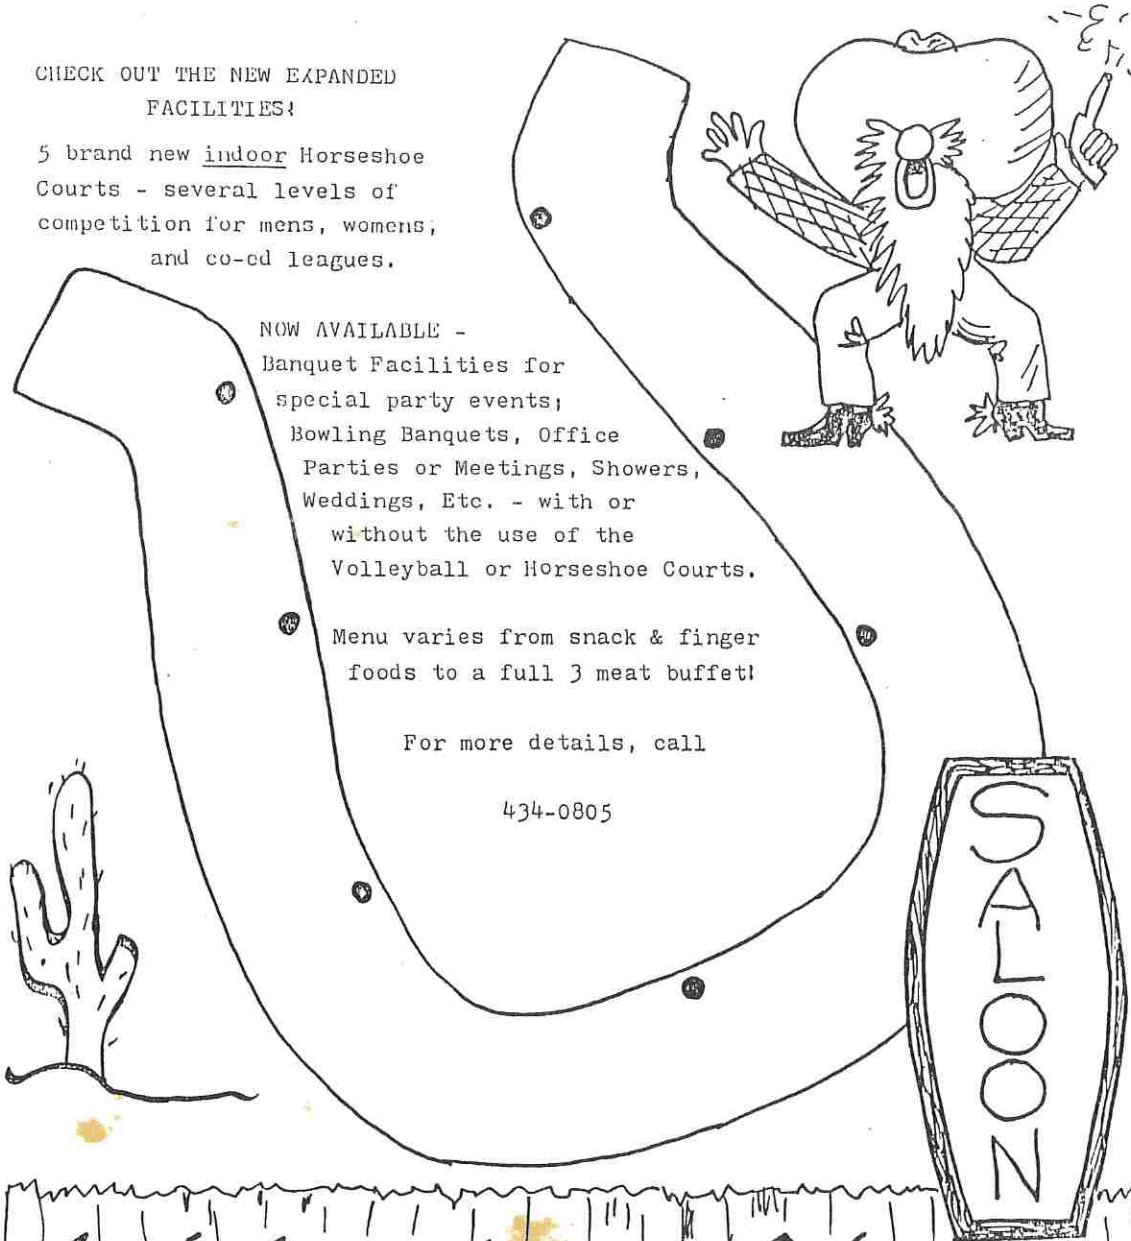 CHECK OUT THE NEW EXPANDED
FACILITIES!
5 brand new indoor Horseshoe
Courts - several levels of
competition for mens, womens,
and co-ed leagues.
NOW AVAILABLE -
Banquet Facilities for
special party events;
Bowling Banquets, Office
Parties or Meetings, Showers,
Weddings, Etc. - with or
without the use of the
Volleyball or Horseshoe Courts.
Menu varies from snack & finger
foods to a full 3 meat buffet!
For more details, call
434-0805
SALOON